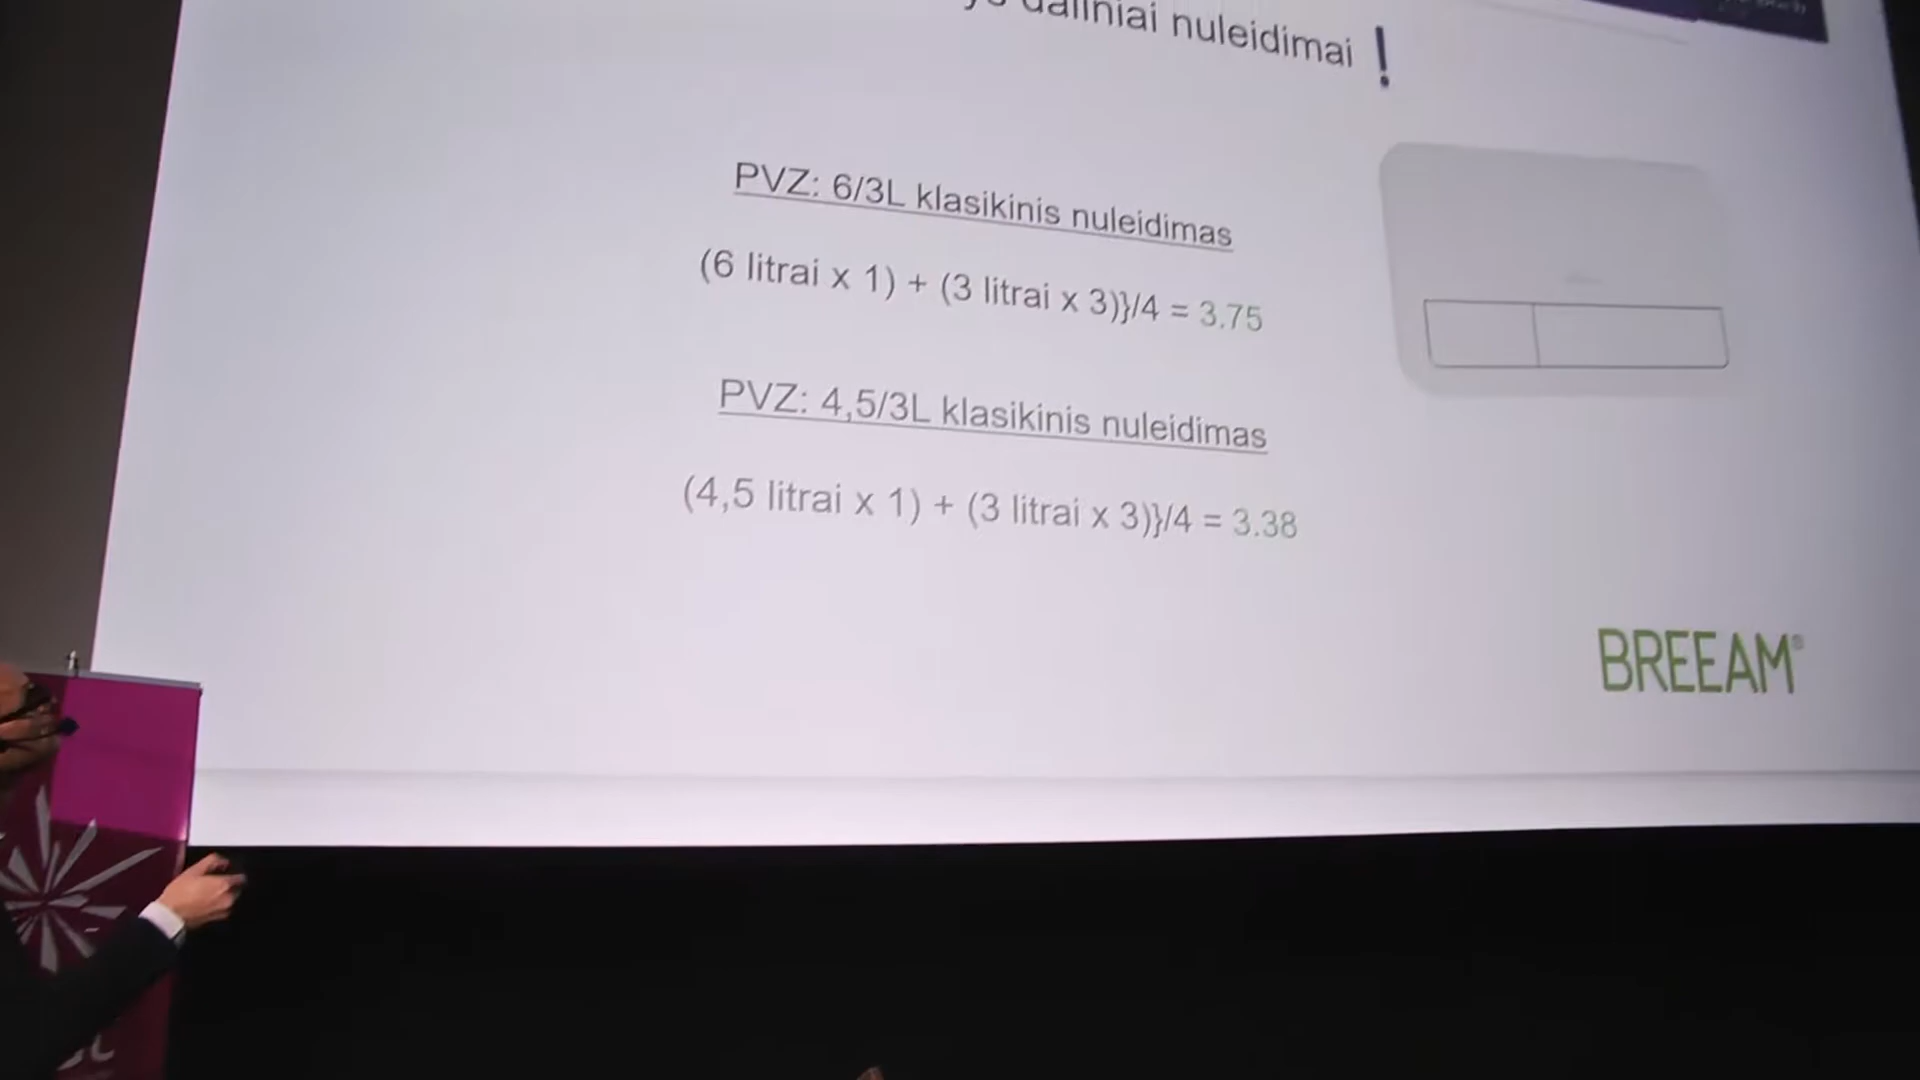 daliniai nuleidimai !
PVZ: 6/3L klasikinis nuleidimas
(6 litrai x 1) + (3 litrai x 3)}/4 = 3.75
PVZ: 4,5/3L klasikinis nuleidimas
(4,5 litrai x 1) + (3 litrai x 3)}/4 = 3.38
BREEAM®